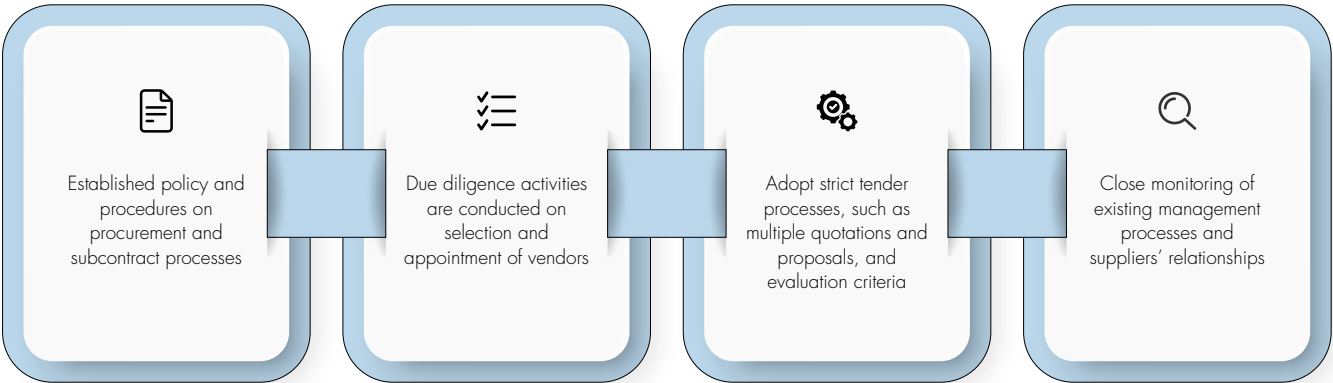 Established policy and
procedures on
procurement and
subcontract processes
Due diligence activities
are conducted on
selection and
appointment of vendors
Adopt strict tender
processes, such as
multiple quotations and
proposals, and
evaluation criteria
Close monitoring of
existing management
processes and
suppliers’ relationships